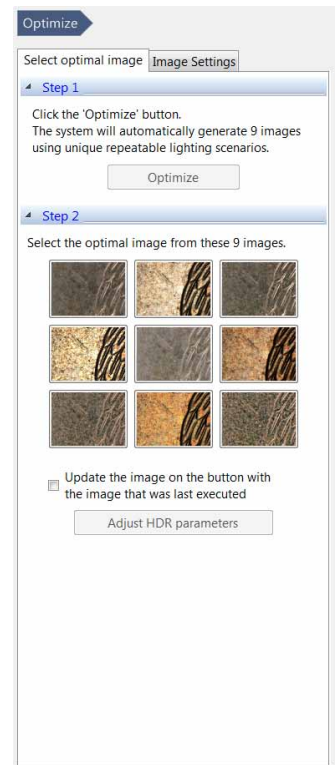 Optimize
Select optimal image Image Settings
Step 1
Click the 'Optimize' button.
The system will automatically generate 9 images
using unique repeatable lighting scenarios.
Optimize
Step 2
Select the optimal image from these 9 images.
Update the image on the button with
the image that was last executed
Adjust HDR parameters